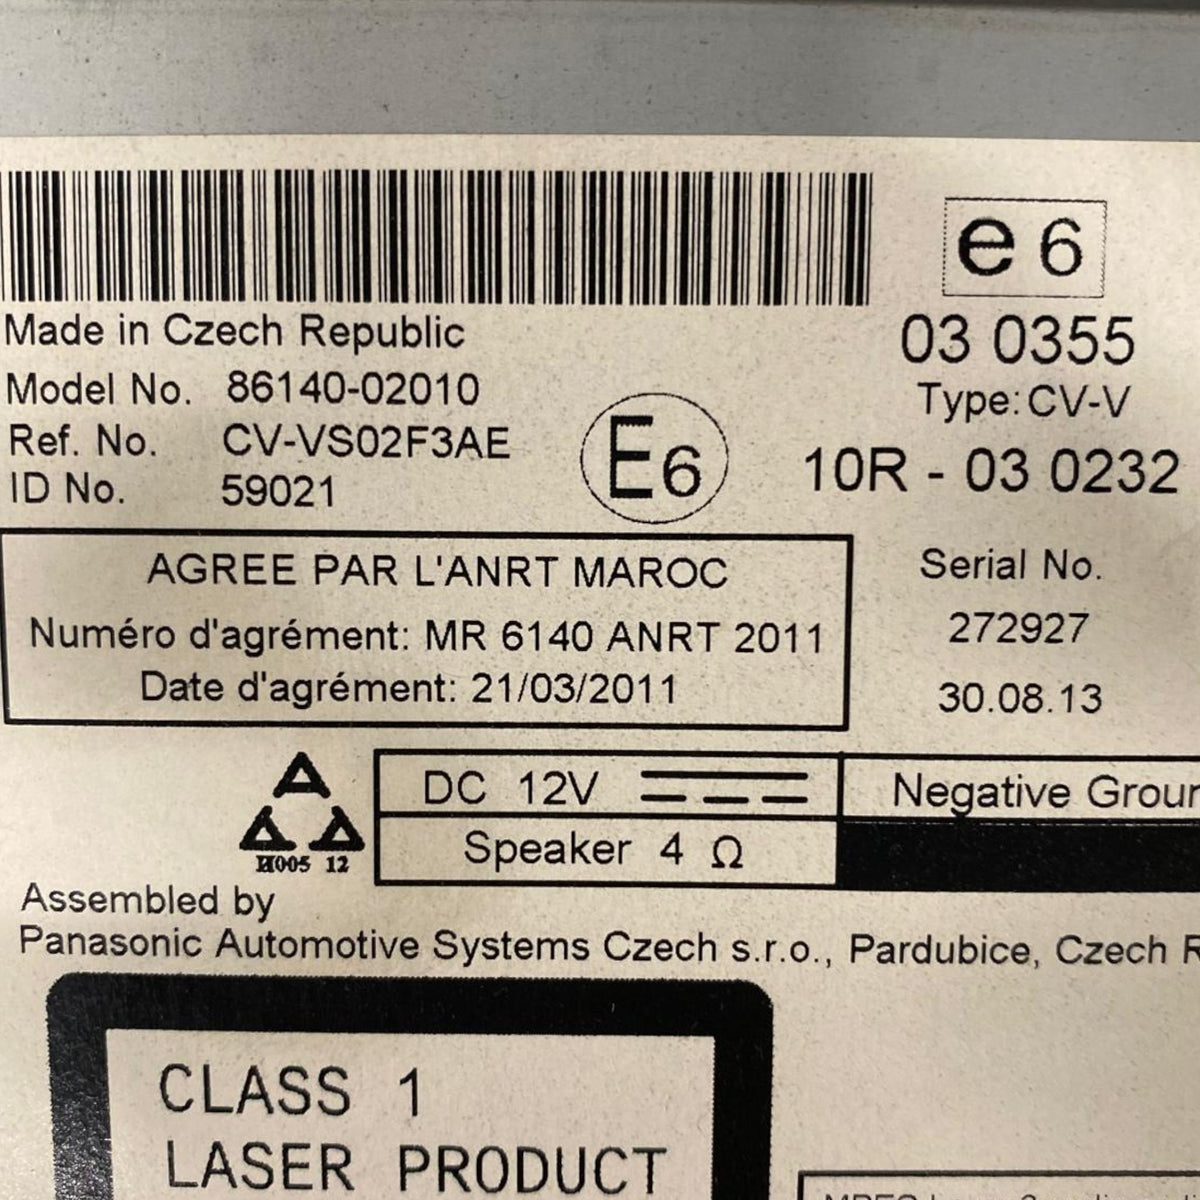 e6
03 0355
Made in Czech Republic
Type: CV-V
Model No. 86140-02010
Ref. No. CV-VS02F3AE
ID No. 59021
E6
10R - 03 0232
AGREE PAR L'ANRT MAROC
Numéro d'agrément: MR 6140 ANRT 2011
Date d'agrément: 21/03/2011
Serial No.
272927
30.08.13
H005 12
DC 12V
Negative Groun
Speaker 4 Ω
Assembled by
Panasonic Automotive Systems Czech s.r.o., Pardubice, Czech R
CLASS 1
LASER PRODUCT